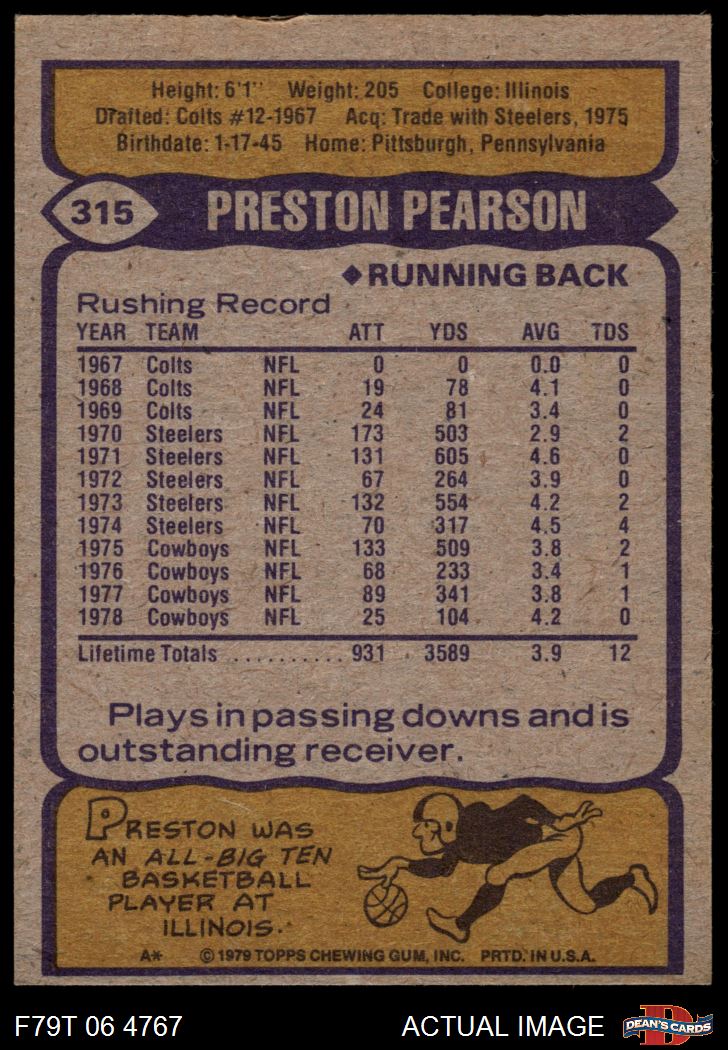 Height: 6'1" Weight: 205 College: Illinois
Drafted: Colts #12-1967 Acq: Trade with Steelers, 1975
Birthdate: 1-17-45 Home: Pittsburgh, Pennsylvania
315 PRESTON PEARSON
◆RUNNING BACK
Rushing Record
YEAR TEAM ATT YDS AVG TDS
1967 Colts NFL 0 0 0.0 0
1968 Colts NFL 19 78 4.1 0
1969 Colts NFL 24 81 3.4 0
1970 Steelers NFL 173 503 2.9 2
1971 Steelers NFL 131 605 4.6 0
1972 Steelers NFL 67 264 3.9 0
1973 Steelers NFL 132 554 4.2 2
1974 Steelers NFL 70 317 4.5 4
1975 Cowboys NFL 133 509 3.8 2
1976 Cowboys NFL 68 233 3.4 1
1977 Cowboys NFL 89 341 3.8 1
1978 Cowboys NFL 25 104 4.2 0
Lifetime Totals .......... 931 3589 3.9 12
Plays in passing downs and is
outstanding receiver.
PRESTON WAS
AN ALL-BIG TEN
BASKETBALL
PLAYER AT
ILLINOIS.
A* © 1979 TOPPS CHEWING GUM, INC. PRTD. IN U.S.A.
F79T 06 4767 ACTUAL IMAGE D DEAN'S CARDS